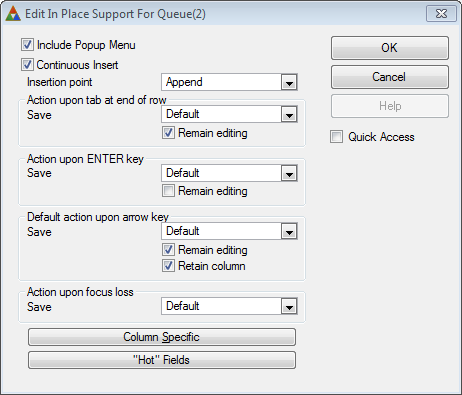 Edit In Place Support For Queue(2)
Include Popup Menu
OK
Continuous Insert
Cancel
Insertion point Append
Help
Action upon tab at end of row
Save Default
Remain editing
Quick Access
Action upon ENTER key
Save Default
Remain editing
Default action upon arrow key
Save Default
Remain editing
Retain column
Action upon focus loss
Save Default
Column Specific
"Hot" Fields